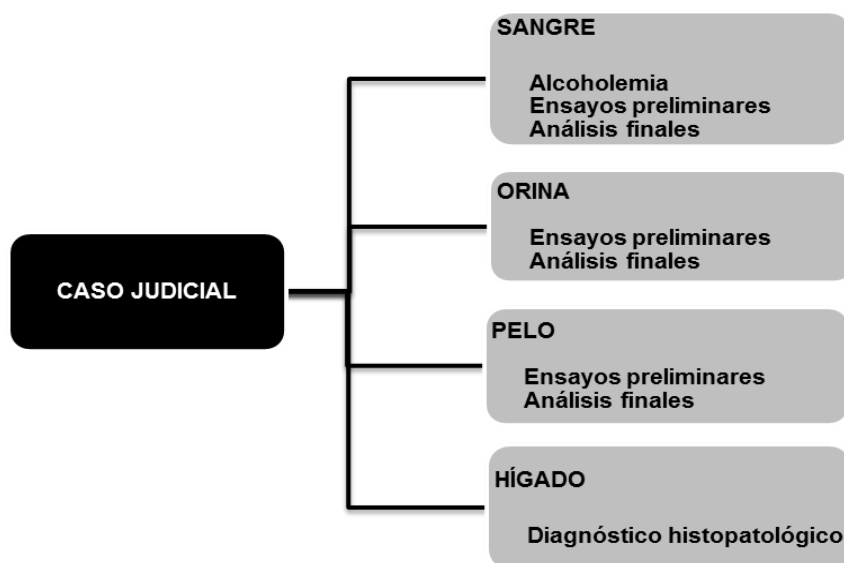 SANGRE
Alcoholemia
Ensayos preliminares
Análisis finales
ORINA
Ensayos preliminares
Análisis finales
CASO JUDICIAL
PELO
Ensayos preliminares
Análisis finales
HÍGADO
Diagnóstico histopatológico